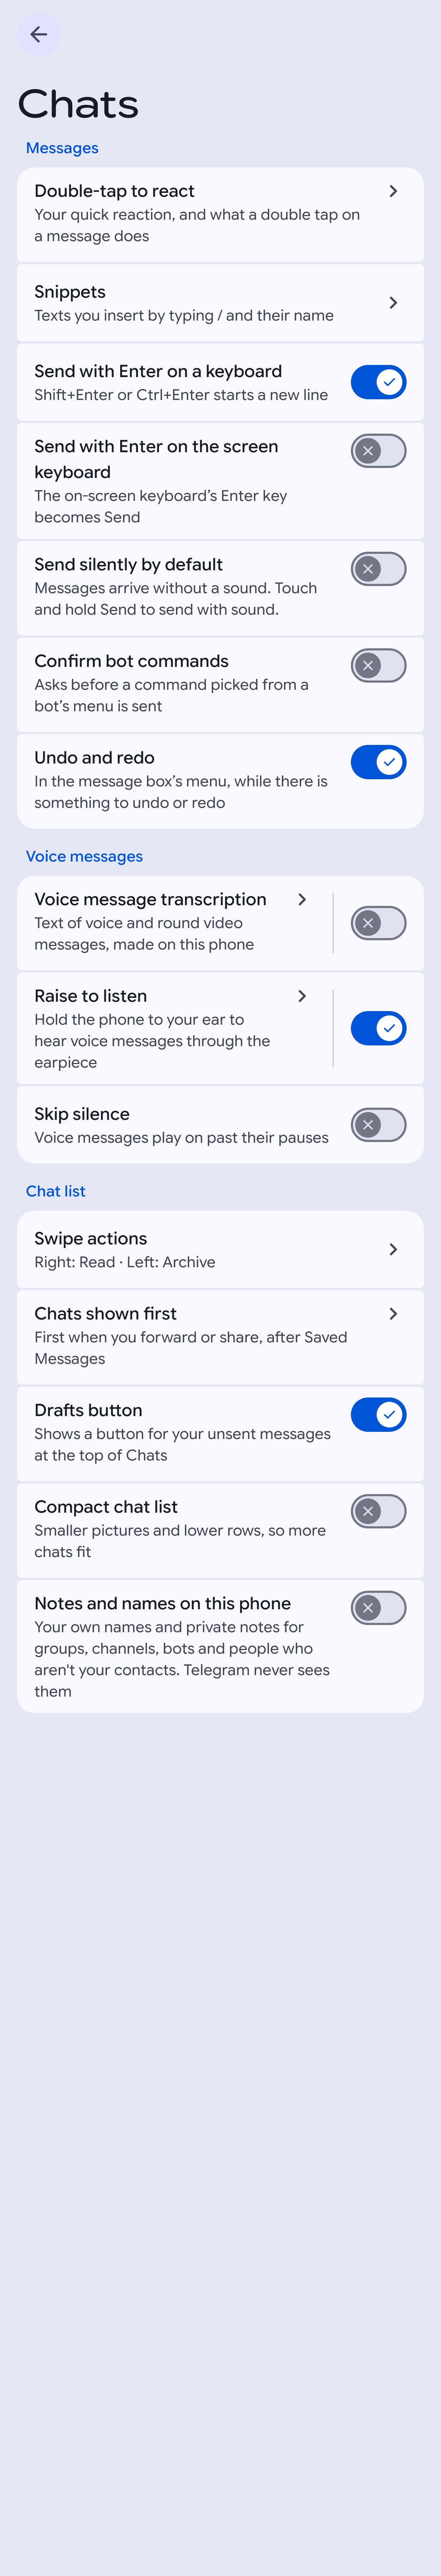 Chats
Messages
Double-tap to react
Your quick reaction, and what a double tap on
a message does
Snippets
Texts you insert by typing / and their name
Send with Enter on a keyboard
Shift+Enter or Ctrl+Enter starts a new line
Send with Enter on the screen
keyboard
The on-screen keyboard’s Enter key
becomes Send
Send silently by default
Messages arrive without a sound. Touch
and hold Send to send with sound.
Confirm bot commands
Asks before a command picked from a
bot’s menu is sent
Undo and redo
In the message box’s menu, while there is
something to undo or redo
Voice messages
Voice message transcription
Text of voice and round video
messages, made on this phone
Raise to listen
Hold the phone to your ear to
hear voice messages through the
earpiece
Skip silence
Voice messages play on past their pauses
Chat list
Swipe actions
Right: Read · Left: Archive
Chats shown first
First when you forward or share, after Saved
Messages
Drafts button
Shows a button for your unsent messages
at the top of Chats
Compact chat list
Smaller pictures and lower rows, so more
chats fit
Notes and names on this phone
Your own names and private notes for
groups, channels, bots and people who
aren't your contacts. Telegram never sees
them